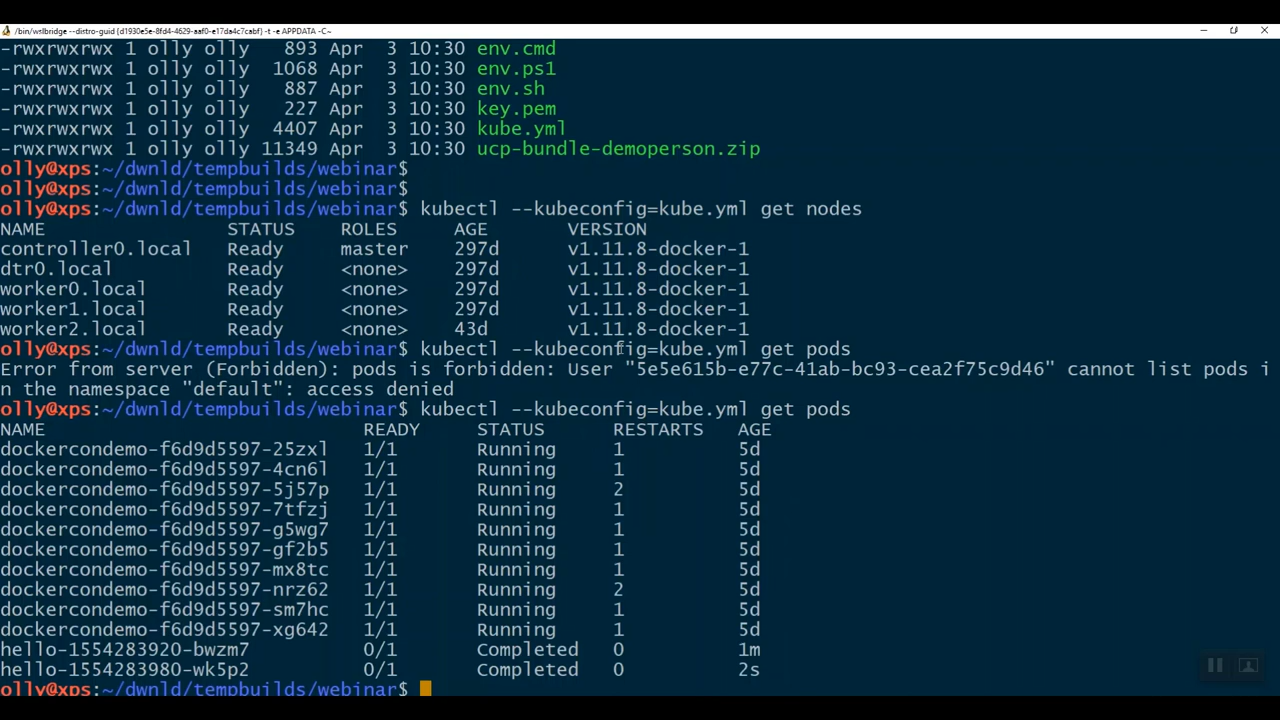 /bin/wslbridge --distro-guid {d1930e5e-8fd4-4629-aaf0-e17da4c7cabf} -t -e APPDATA -C~
-rwxrwxrwx 1 olly olly 893 Apr 3 10:30 env.cmd
-rwxrwxrwx 1 olly olly 1068 Apr 3 10:30 env.ps1
-rwxrwxrwx 1 olly olly 887 Apr 3 10:30 env.sh
-rwxrwxrwx 1 olly olly 227 Apr 3 10:30 key.pem
-rwxrwxrwx 1 olly olly 4407 Apr 3 10:30 kube.yml
-rwxrwxrwx 1 olly olly 11349 Apr 3 10:30 ucp-bundle-demoperson.zip
olly@xps:~/dwnld/tempbuilds/webinar$
olly@xps:~/dwnld/tempbuilds/webinar$
olly@xps:~/dwnld/tempbuilds/webinar$ kubectl --kubeconfig=kube.yml get nodes
NAME STATUS ROLES AGE VERSION
controller0.local Ready master 297d v1.11.8-docker-1
dtr0.local Ready <none> 297d v1.11.8-docker-1
worker0.local Ready <none> 297d v1.11.8-docker-1
worker1.local Ready <none> 297d v1.11.8-docker-1
worker2.local Ready <none> 43d v1.11.8-docker-1
olly@xps:~/dwnld/tempbuilds/webinar$ kubectl --kubeconfig=kube.yml get pods
Error from server (Forbidden): pods is forbidden: User "5e5e615b-e77c-41ab-bc93-cea2f75c9d46" cannot list pods i
n the namespace "default": access denied
olly@xps:~/dwnld/tempbuilds/webinar$ kubectl --kubeconfig=kube.yml get pods
NAME READY STATUS RESTARTS AGE
dockercondemo-f6d9d5597-25zxl 1/1 Running 1 5d
dockercondemo-f6d9d5597-4cn6l 1/1 Running 1 5d
dockercondemo-f6d9d5597-5j57p 1/1 Running 2 5d
dockercondemo-f6d9d5597-7tfzj 1/1 Running 1 5d
dockercondemo-f6d9d5597-g5wg7 1/1 Running 1 5d
dockercondemo-f6d9d5597-gf2b5 1/1 Running 1 5d
dockercondemo-f6d9d5597-mx8tc 1/1 Running 1 5d
dockercondemo-f6d9d5597-nrz62 1/1 Running 2 5d
dockercondemo-f6d9d5597-sm7hc 1/1 Running 1 5d
dockercondemo-f6d9d5597-xg642 1/1 Running 1 5d
hello-1554283920-bwzm7 0/1 Completed 0 1m
hello-1554283980-wk5p2 0/1 Completed 0 2s
olly@xps:~/dwnld/tempbuilds/webinar$